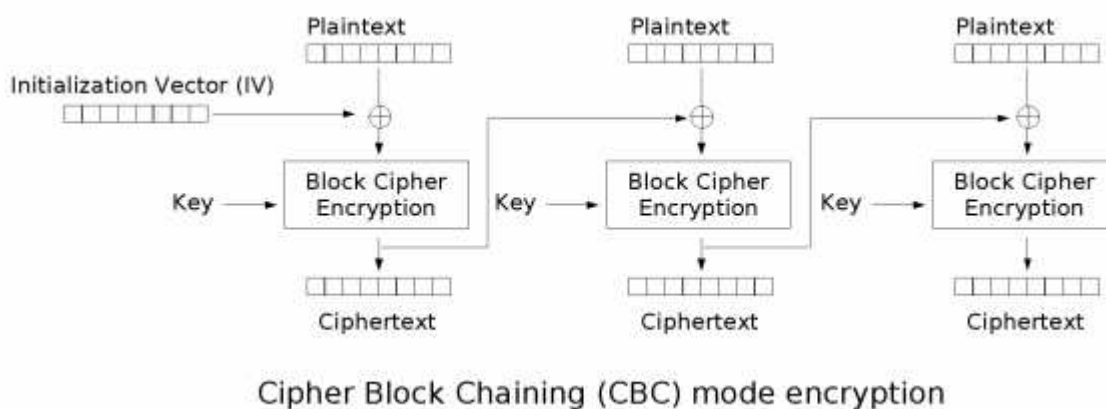 Plaintext
Plaintext
Plaintext
Initialization Vector (IV)
Key
Block Cipher
Encryption
Key
Block Cipher
Encryption
Key
Block Cipher
Encryption
Ciphertext
Ciphertext
Ciphertext
Cipher Block Chaining (CBC) mode encryption